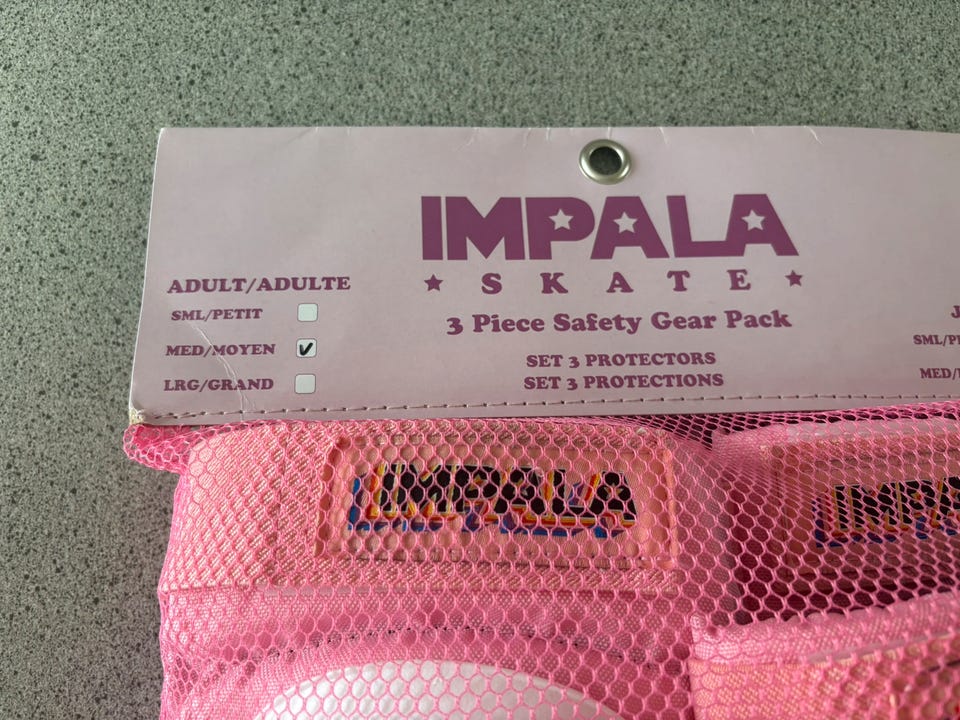 IMPALA
★ SKATE ★
3 Piece Safety Gear Pack
SET 3 PROTECTORS
SET 3 PROTECTIONS
ADULT/ADULTE
SML/PETIT
MED/MOYEN ✓
LRG/GRAND
IMPALA